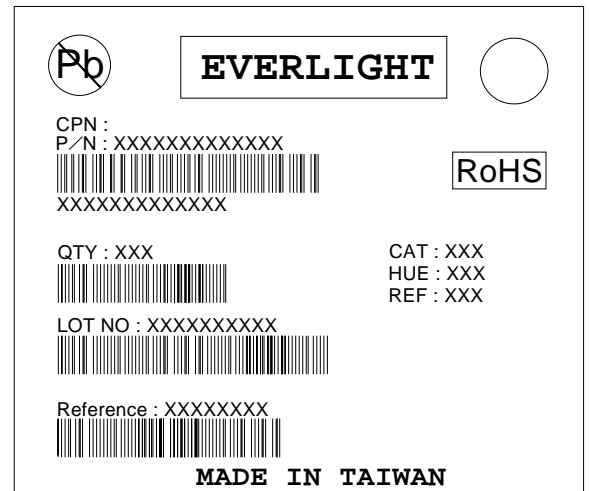 Pb
EVERLIGHT
CPN :
P/N : XXXXXXXXXXXXX
RoHS
XXXXXXXXXXXXX
QTY : XXX
CAT : XXX
HUE : XXX
REF : XXX
LOT NO : XXXXXXXXXX
Reference : XXXXXXXX
MADE IN TAIWAN